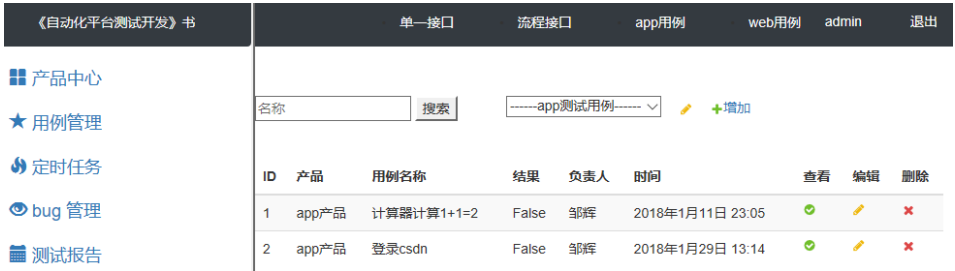 《自动化平台测试开发》书 单一接口 流程接口 app用例 web用例 admin 退出
产品中心
用例管理
定时任务
bug 管理
测试报告
名称 搜索 ------app测试用例------ 增加
ID 产品 用例名称 结果 负责人 时间 查看 编辑 删除
1 app产品 计算器计算1+1=2 False 邹辉 2018年1月11日 23:05
2 app产品 登录csdn False 邹辉 2018年1月29日 13:14